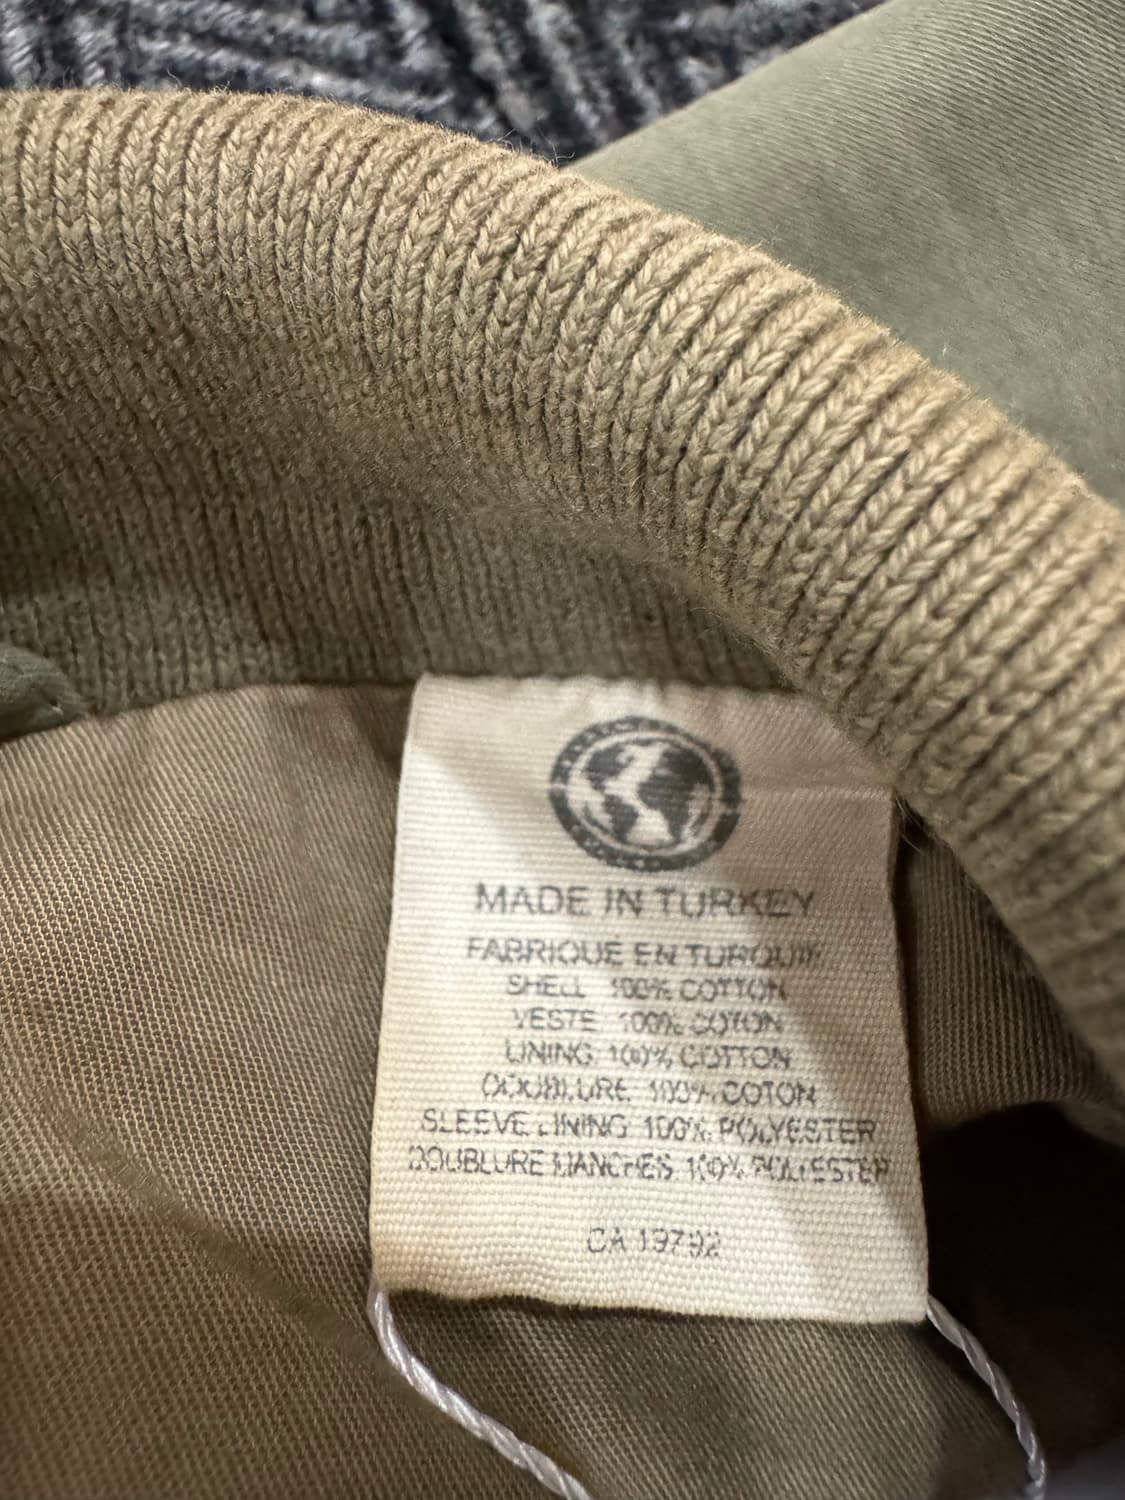 MADE IN TURKEY
FABRIQUÉ EN TURQUIE
SHELL 100% COTTON
VESTE 100% COTON
LINING 100% COTTON
DOUBLURE 100% COTON
SLEEVE LINING 100% POLYESTER
DOUBLURE MANCHES 100% POLYESTER
CA 19792